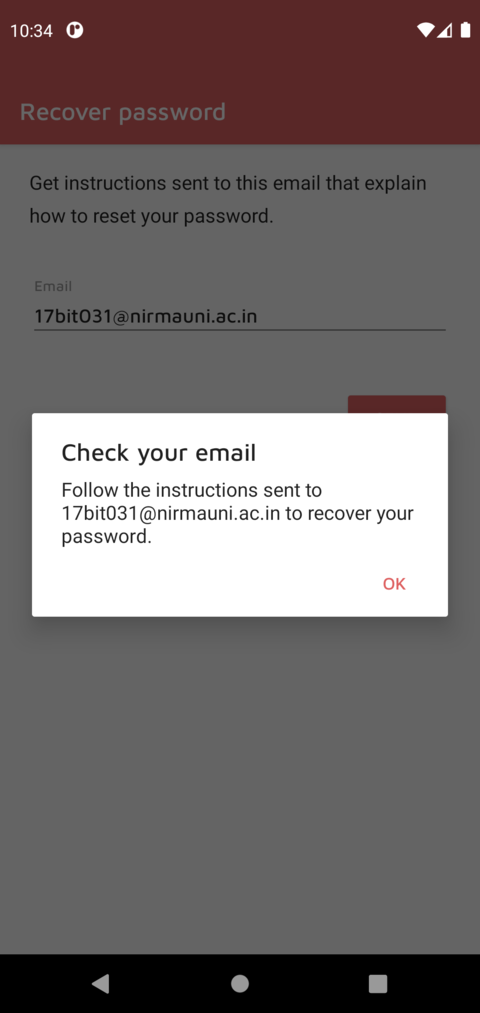 10:34
Recover password
Get instructions sent to this email that explain
how to reset your password.
Email
17bit031@nirmauni.ac.in
Check your email
Follow the instructions sent to
17bit031@nirmauni.ac.in to recover your
password.
OK